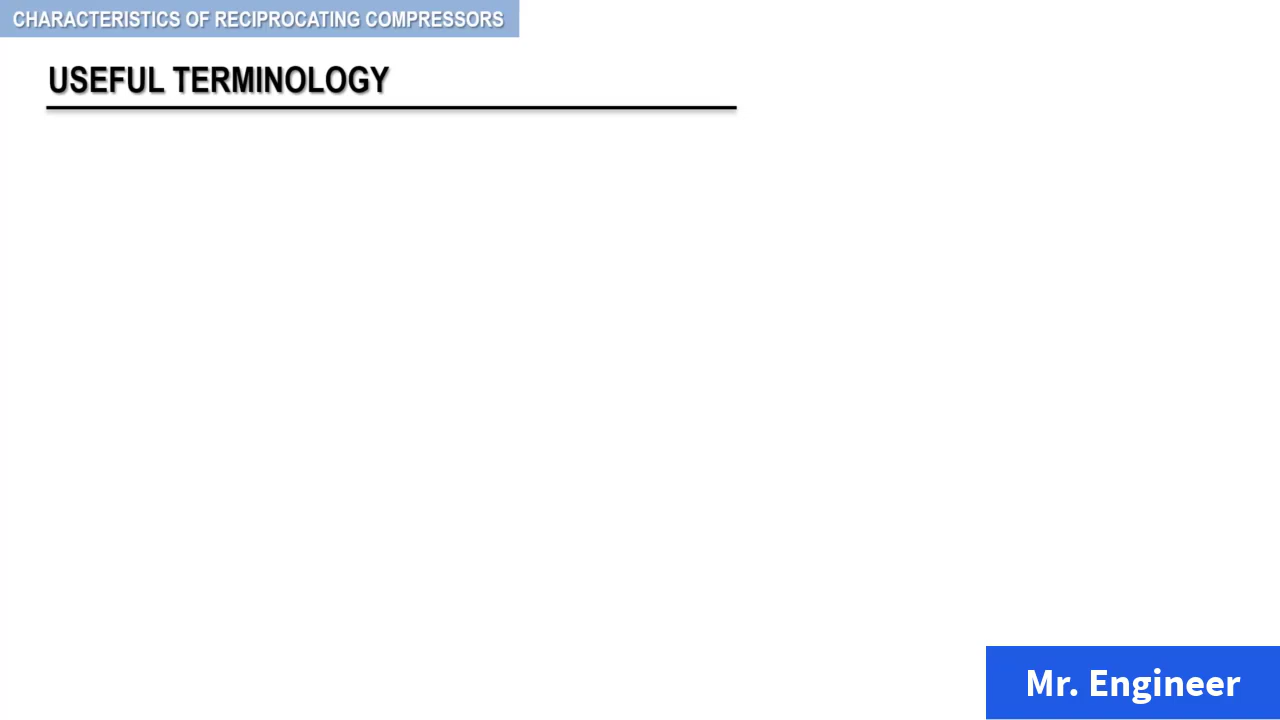 CHARACTERISTICS OF RECIPROCATING COMPRESSORS
USEFUL TERMINOLOGY
Mr. Engineer